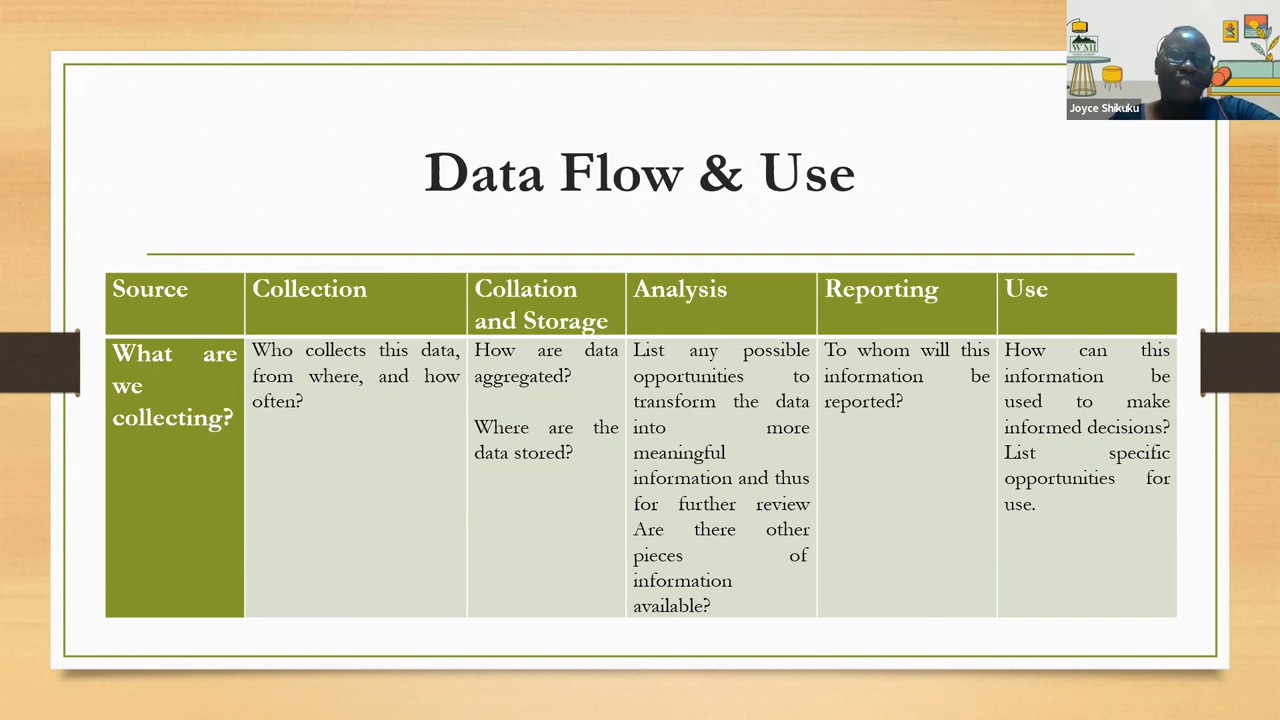 WMI
Joyce Shikuku
Data Flow & Use
Source
Collection
Collation
and Storage
Analysis
Reporting
Use
What are
we
collecting?
Who collects this data,
from where, and how
often?
How are data
aggregated?
Where are the
data stored?
List any possible
opportunities to
transform the data
into more
meaningful
information and thus
for further review
Are there other
pieces of
information
available?
To whom will this
information be
reported?
How can this
information be
used to make
informed decisions?
List specific
opportunities for
use.